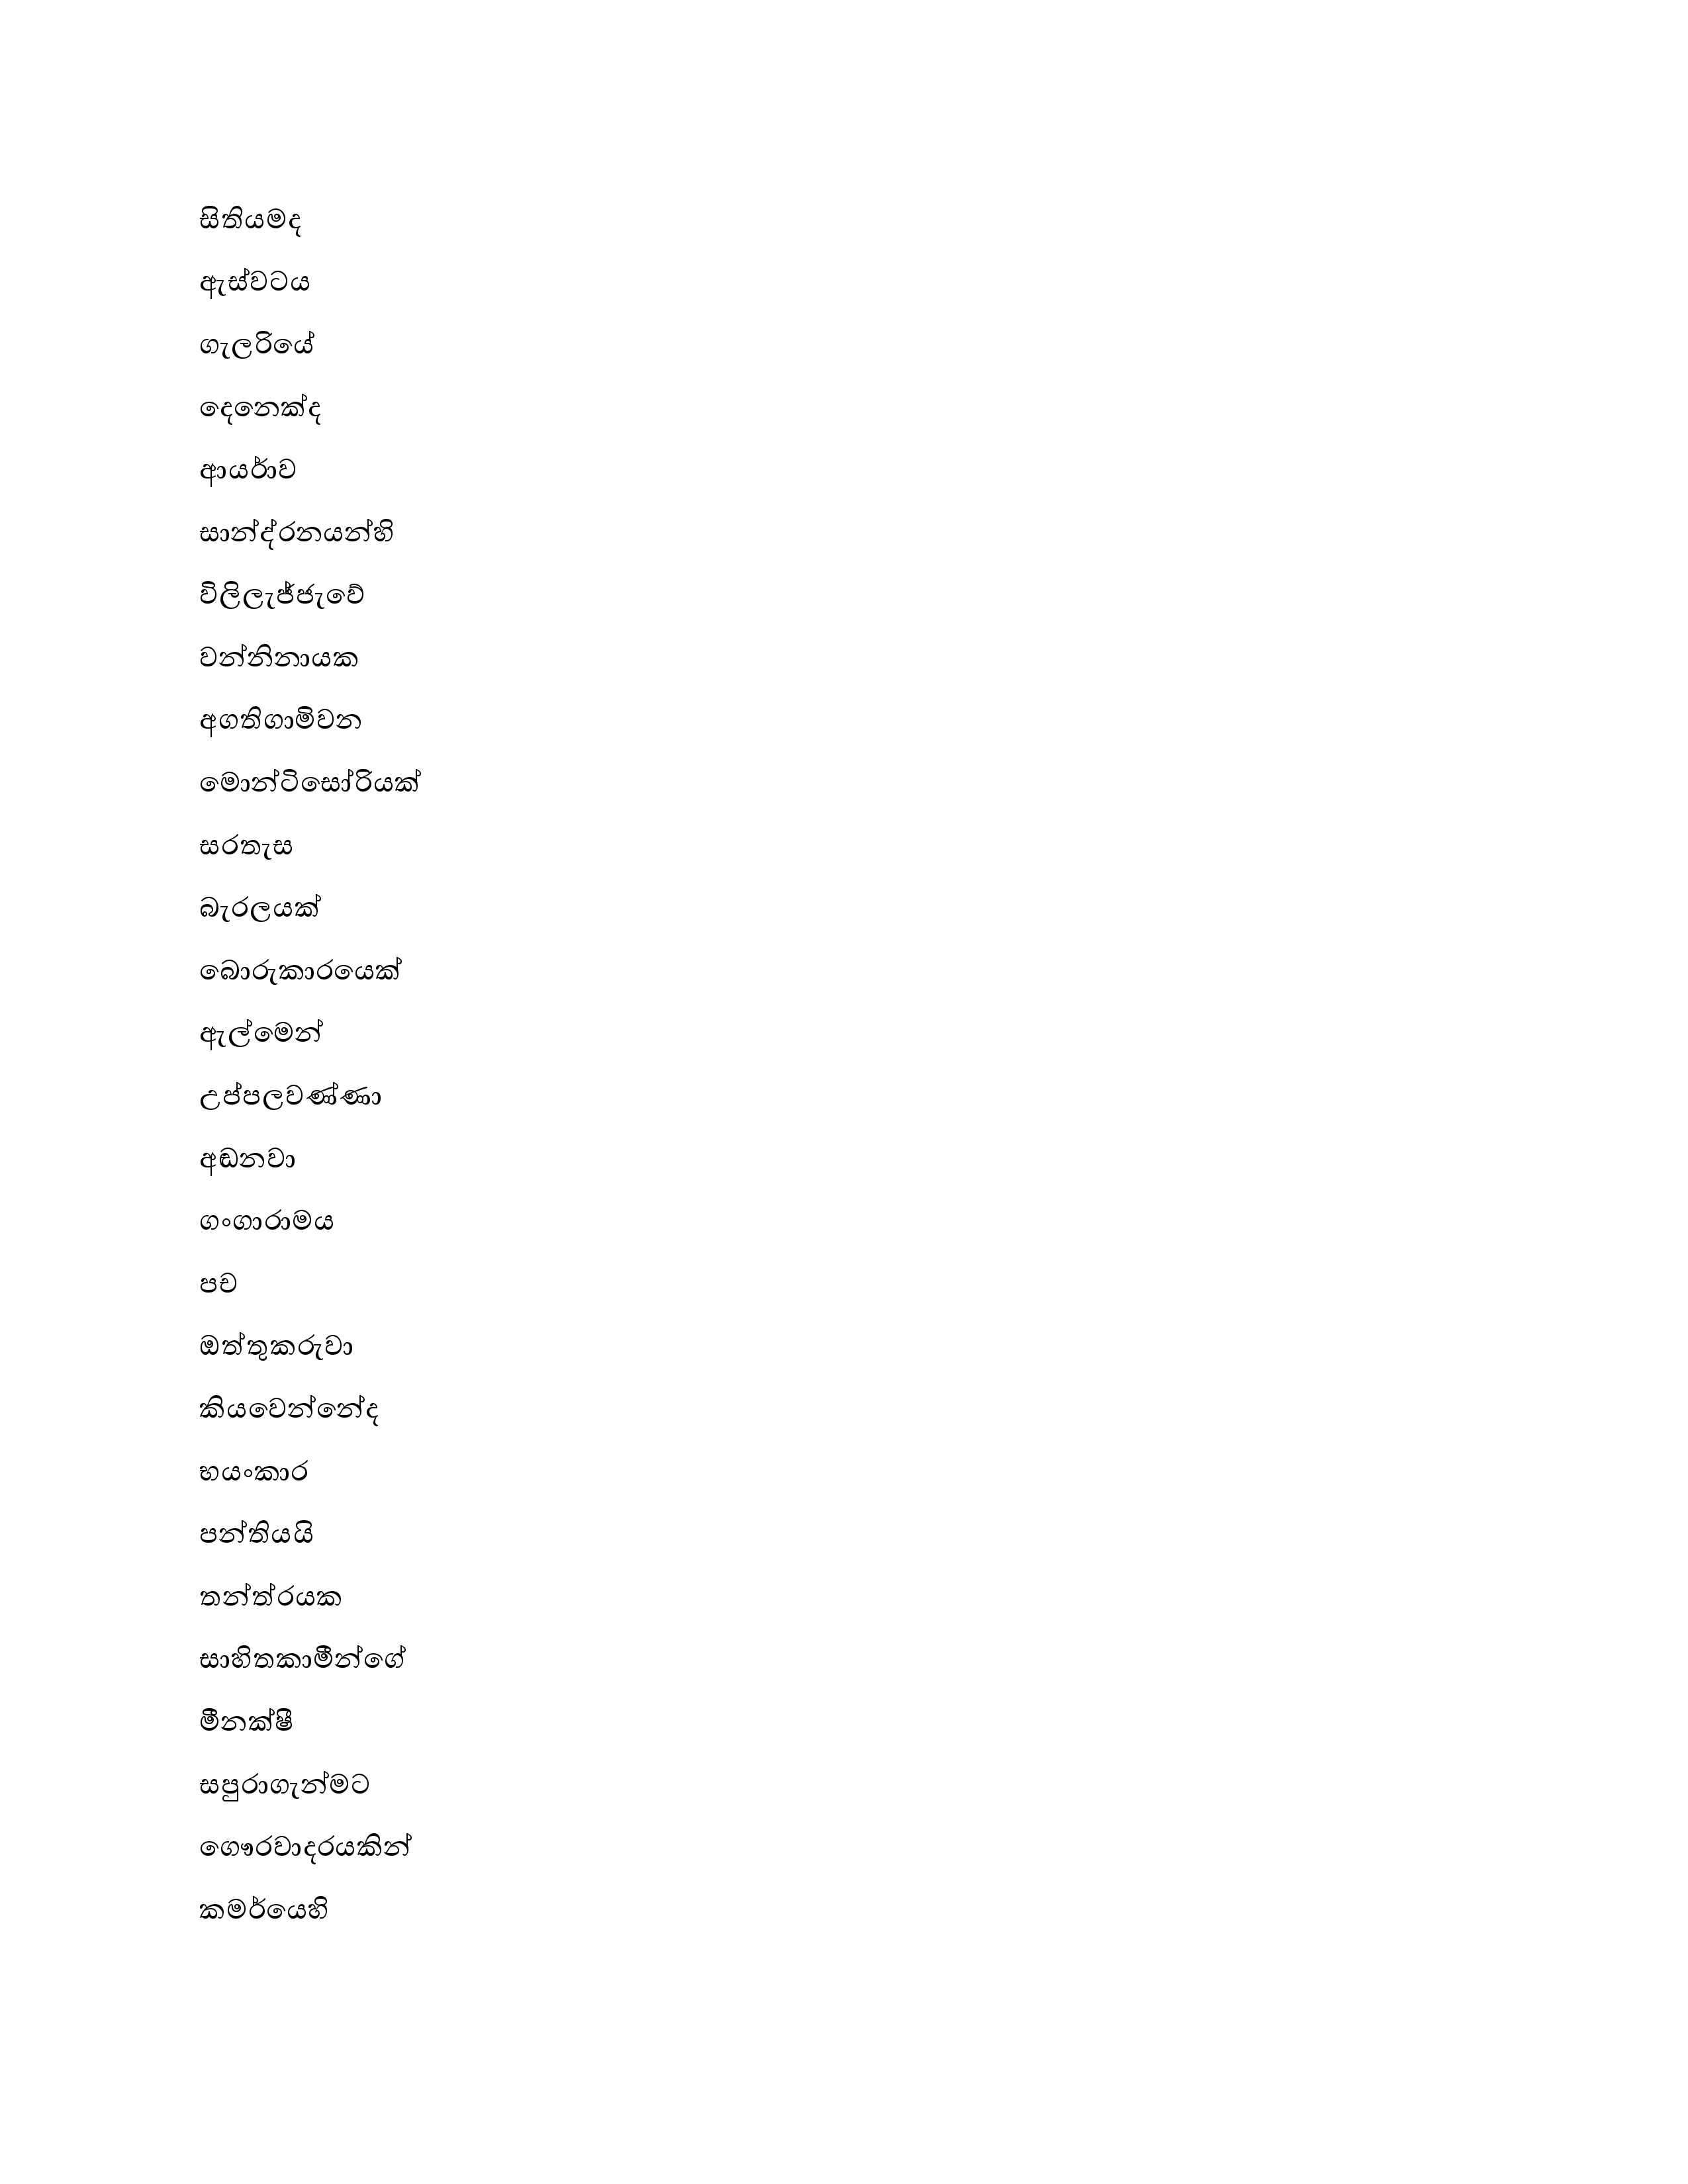 සිතියමද
ඇස්වටය
ගැලරියේ
දෙනෙක්ද
ආර්යාව
සාන්ද්රනයන්හි
විලිලැජ්ජැවේ
වන්නිනායක
අගතිගාමිවන
මොන්ටිසෝරියක්
සරතැස
බැරලයක්
බොරුකාරයෙක්
ඇල්මෙන්
උප්පලවණ්ණා
අඬනවා
ගංගාරාමය
පච
ඔත්තුකරුවා
කියවෙන්නේද
භයංකාර
පන්තියයි
තන්ත්රයක
සාහිතකාමීන්ගේ
මීනක්ෂී
සපුරාගැන්මට
ගෞරවාදරයකින්
කමර්යෙහි